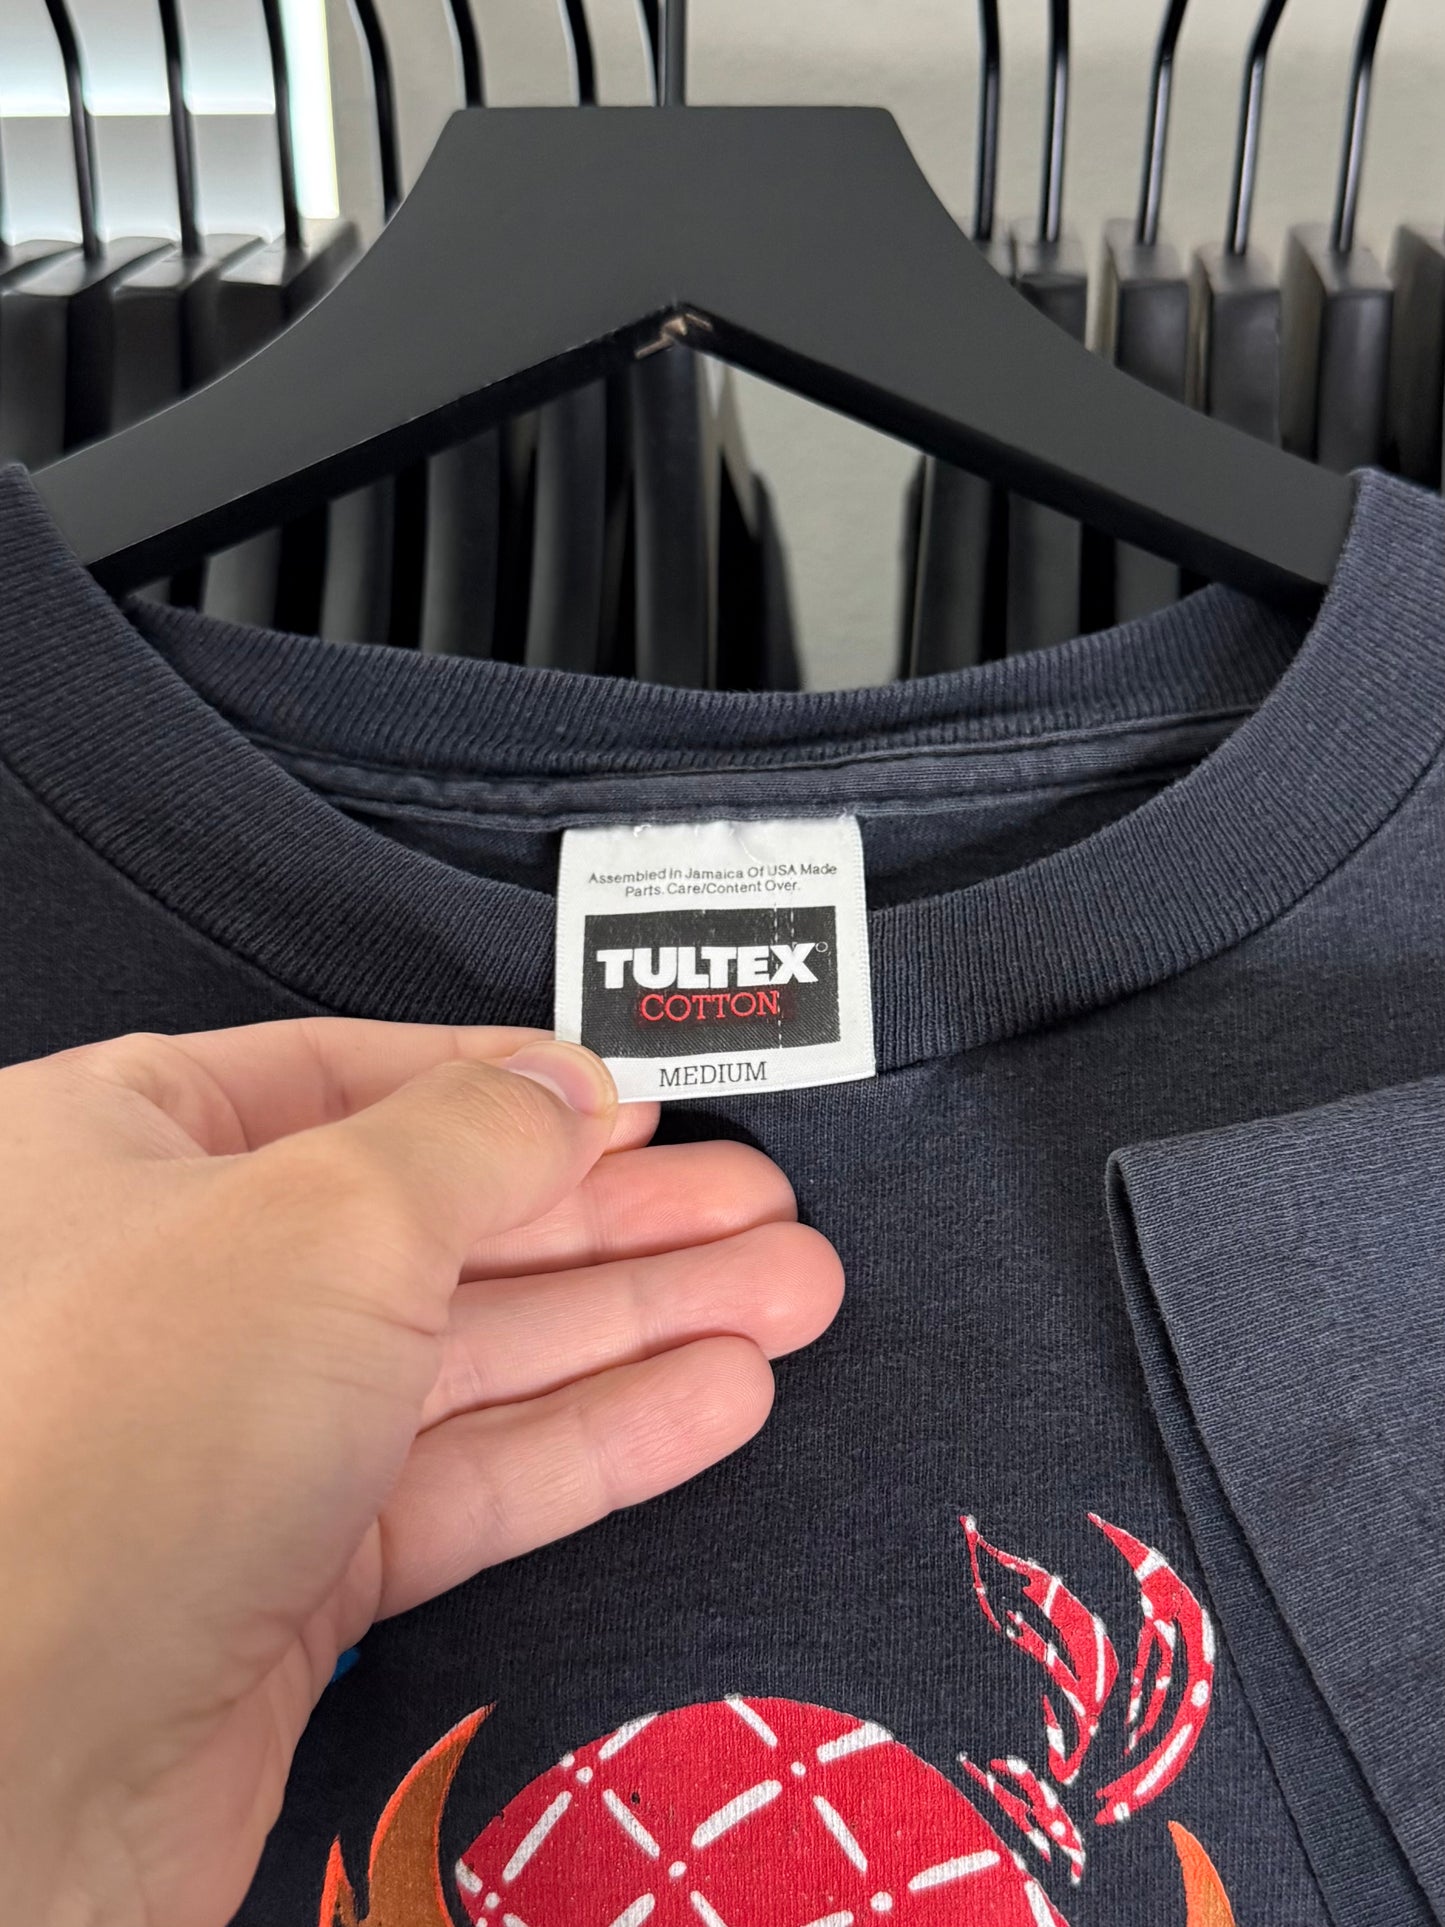 Assembled In Jamaica Of USA Made
Parts. Care/Content Over.
TULTEX
COTTON
MEDIUM